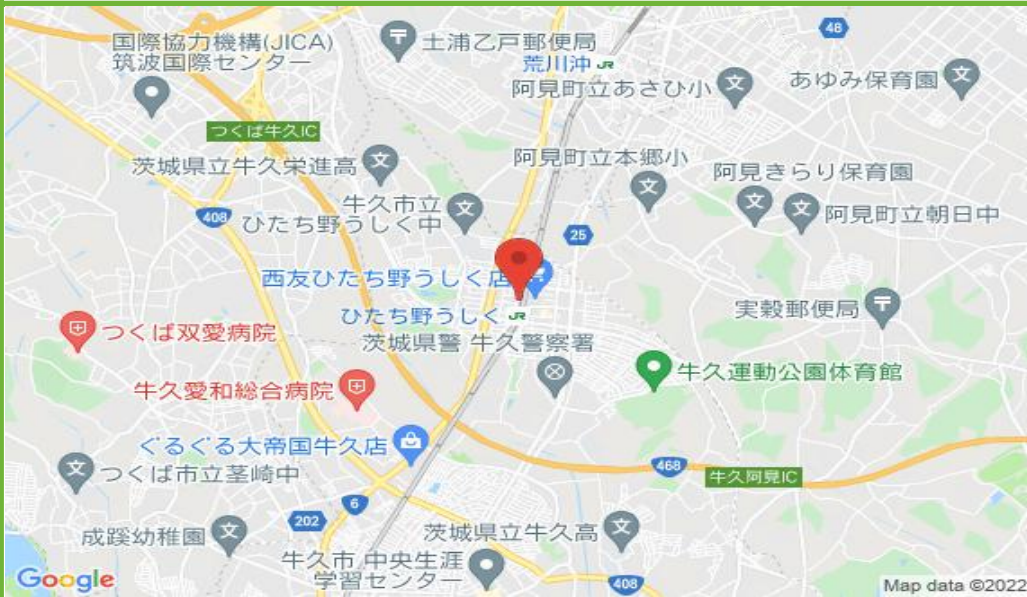 国際協力機構(JICA)
筑波国際センター
土浦乙戸郵便局
荒川沖
JR
48
阿見町立あさひ小
あゆみ保育園
つくば牛久IC
茨城県立牛久栄進高
阿見町立本郷小
阿見きらり保育園
408
牛久市立
ひたち野うしく中
阿見町立朝日中
25
西友ひたち野うしく店
ひたち野うしく
JR
実穀郵便局
つくば双愛病院
茨城県警 牛久警察署
牛久愛和総合病院
牛久運動公園体育館
ぐるぐる大帝国牛久店
つくば市立茎崎中
468
牛久阿見IC
6
202
成蹊幼稚園
茨城県立牛久高
牛久市 中央生涯
学習センター
408
Google
Map data ©2022